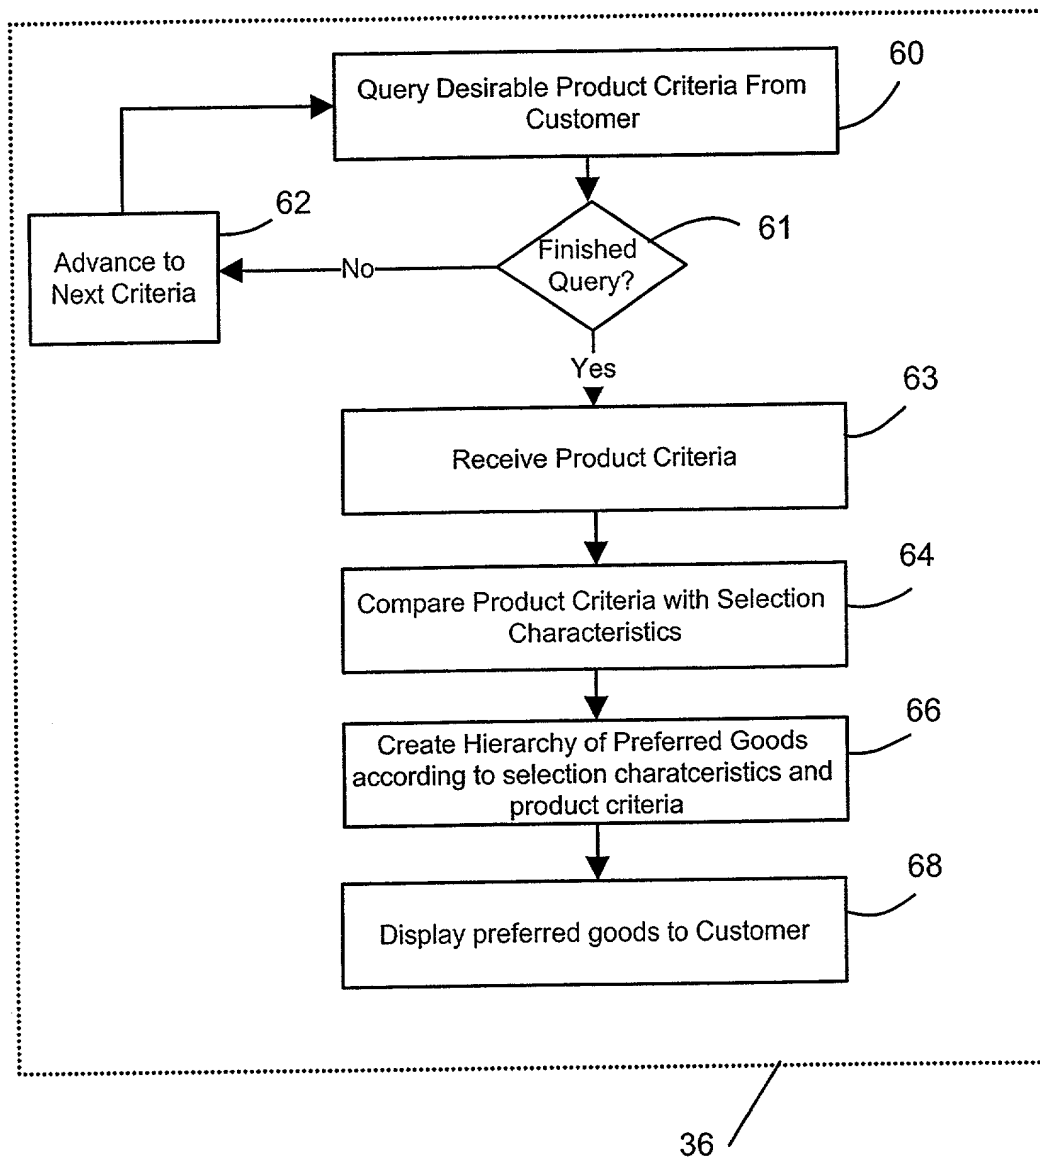 60
Query Desirable Product Criteria From
Customer
62
61
Advance to
Next Criteria
No
Finished
Query?
Yes
63
Receive Product Criteria
64
Compare Product Criteria with Selection
Characteristics
66
Create Hierarchy of Preferred Goods
according to selection charatceristics and
product criteria
68
Display preferred goods to Customer
36